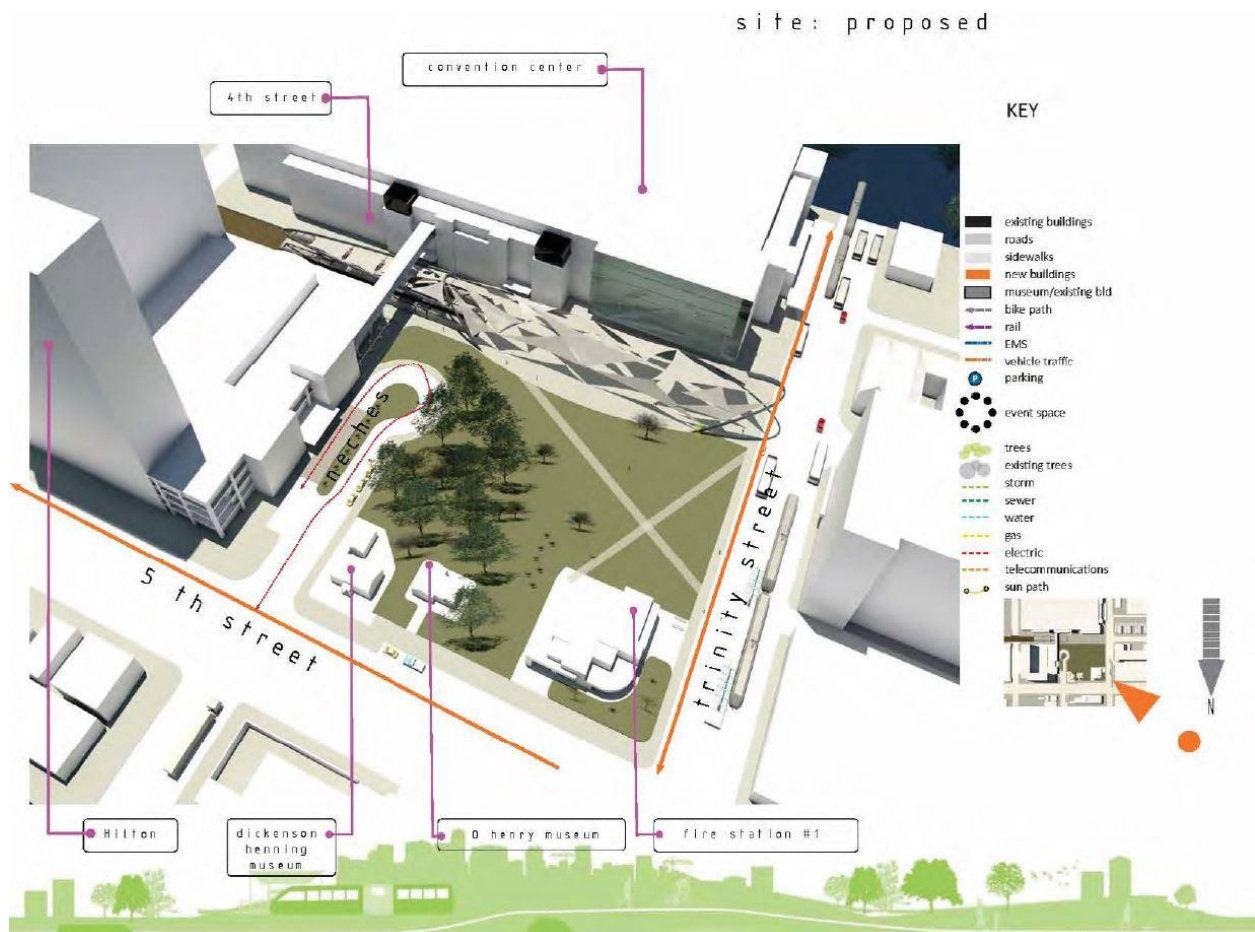 site: proposed
convention center
4th street
KEY
existing buildings
roads
sidewalks
new buildings
museum/existing bld
bike path
rail
EMS
vehicle traffic
P
parking
event space
trees
existing trees
storm
sewer
water
gas
electric
telecommunications
sun path
neches
trinity street
5 th street
N
Hilton
dickenson
henning
museum
O henry museum
fire station #1